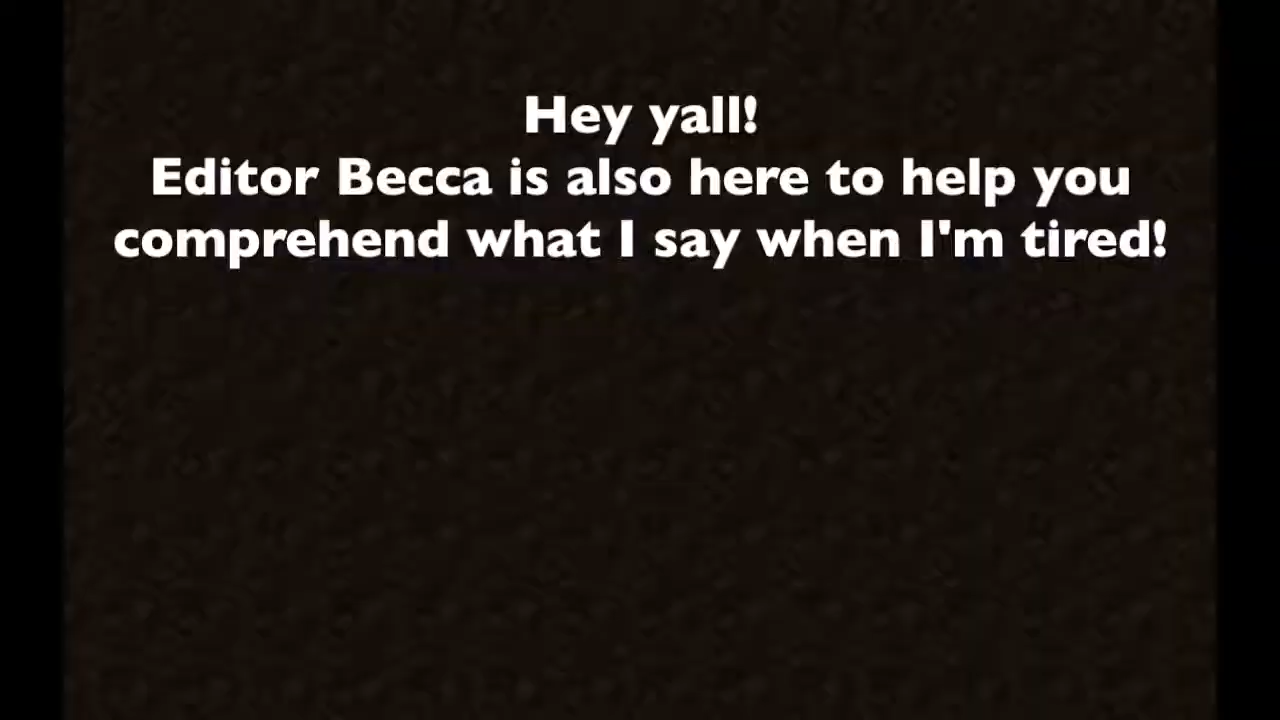 Hey yall!
Editor Becca is also here to help you
comprehend what I say when I'm tired!